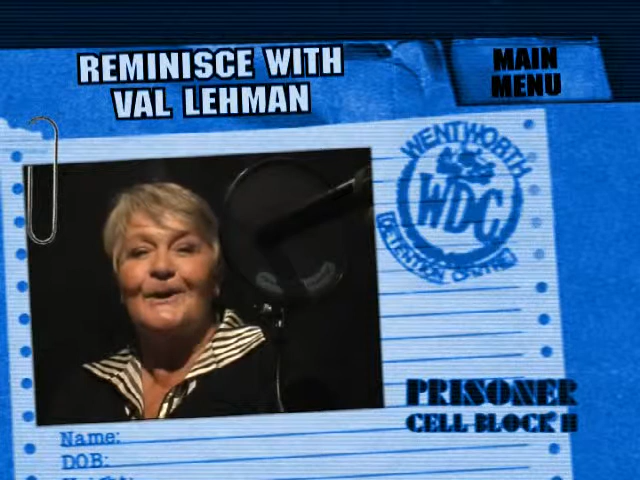 REMINISCE WITH
VAL LEHMAN
MAIN
MENU
WENTWORTH
WDC
DETENTION CENTRE
PRISONER
CELL BLOCK H
Name:
DOB: